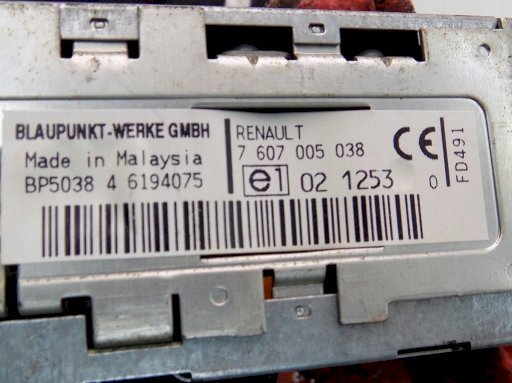 BLAUPUNKT-WERKE GMBH
Made in Malaysia
BP5038 4 6194075
RENAULT
7 607 005 038
e1 02 1253 0
CE
FD491